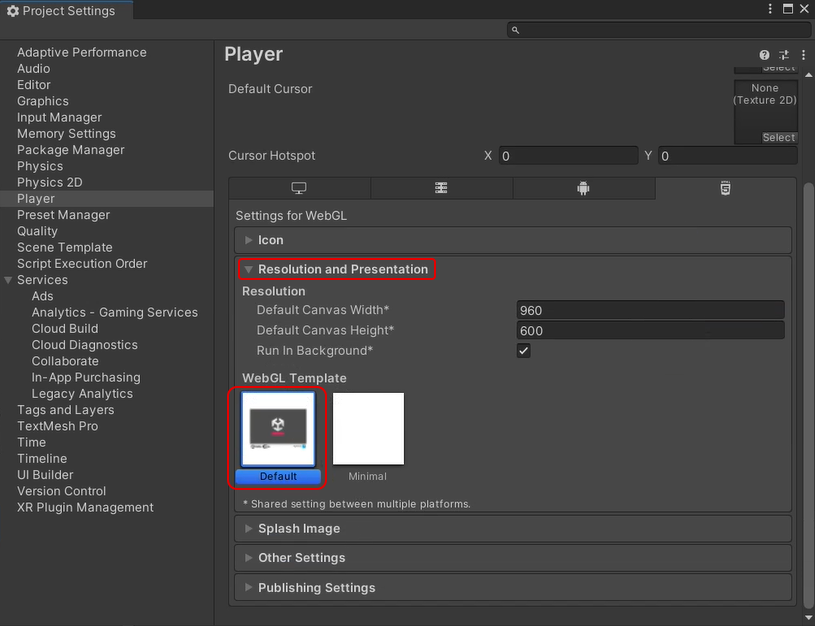 Project Settings
Adaptive Performance
Audio
Editor
Graphics
Input Manager
Memory Settings
Package Manager
Physics
Physics 2D
Player
Preset Manager
Quality
Scene Template
Script Execution Order
Services
Ads
Analytics - Gaming Services
Cloud Build
Cloud Diagnostics
Collaborate
In-App Purchasing
Legacy Analytics
Tags and Layers
TextMesh Pro
Time
Timeline
UI Builder
Version Control
XR Plugin Management
Player
Select
Default Cursor
None
(Texture 2D)
Select
Cursor Hotspot X 0 Y 0
Settings for WebGL
Icon
Resolution and Presentation
Resolution
Default Canvas Width* 960
Default Canvas Height* 600
Run In Background*
WebGL Template
Default Minimal
* Shared setting between multiple platforms.
Splash Image
Other Settings
Publishing Settings